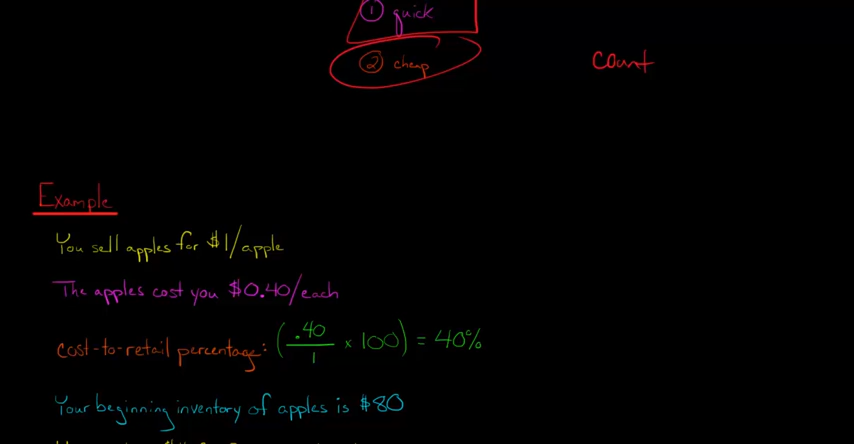 ① quick
② cheap
count
Example
You sell apples for $1/apple
The apples cost you $0.40/each
cost-to-retail percentage: (.40/1 × 100) = 40%
Your beginning inventory of apples is $80